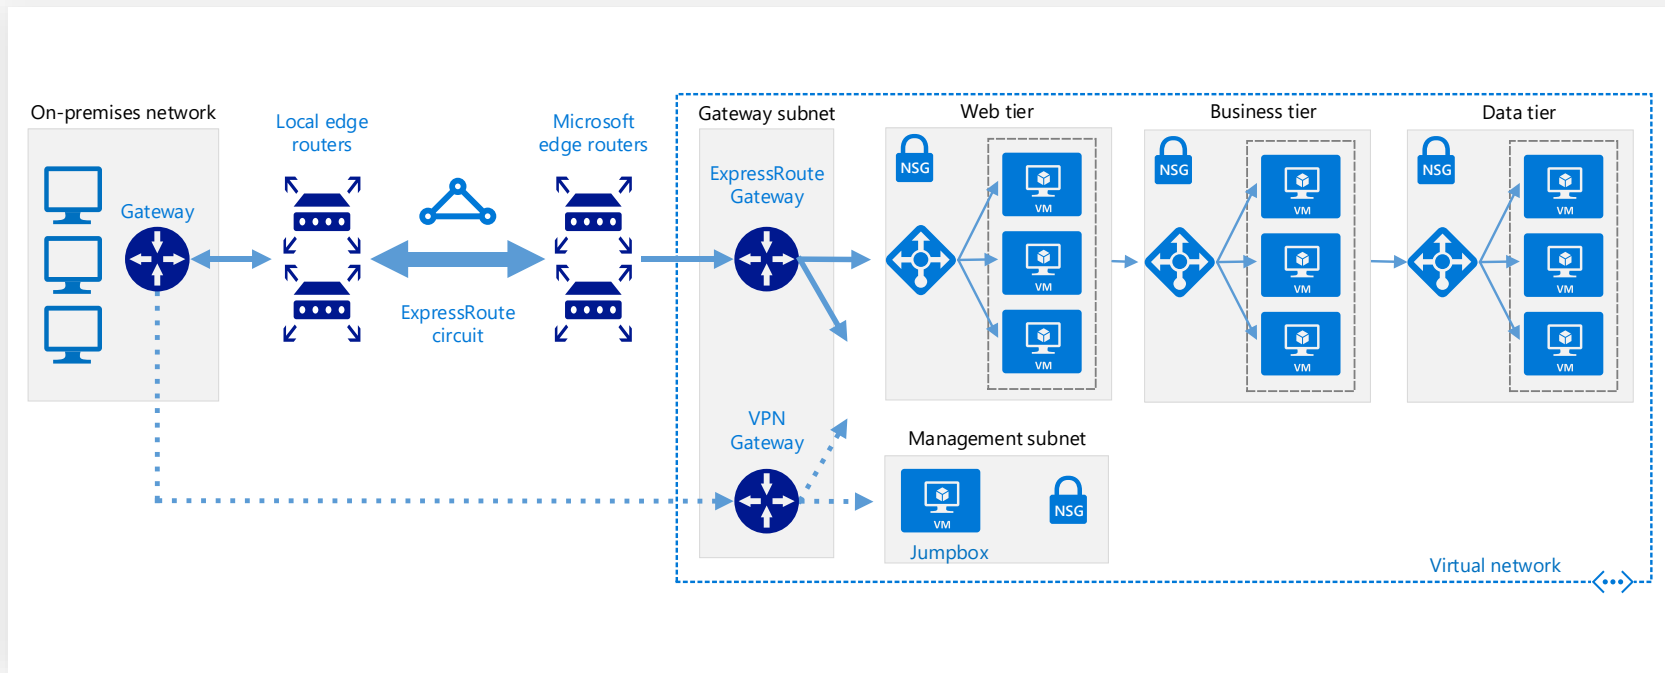 On-premises network
Gateway
Local edge
routers
ExpressRoute
circuit
Microsoft
edge routers
Gateway subnet
ExpressRoute
Gateway
VPN
Gateway
Web tier
NSG
VM
VM
VM
Business tier
NSG
VM
VM
VM
Data tier
NSG
VM
VM
VM
Management subnet
VM
NSG
Jumpbox
Virtual network